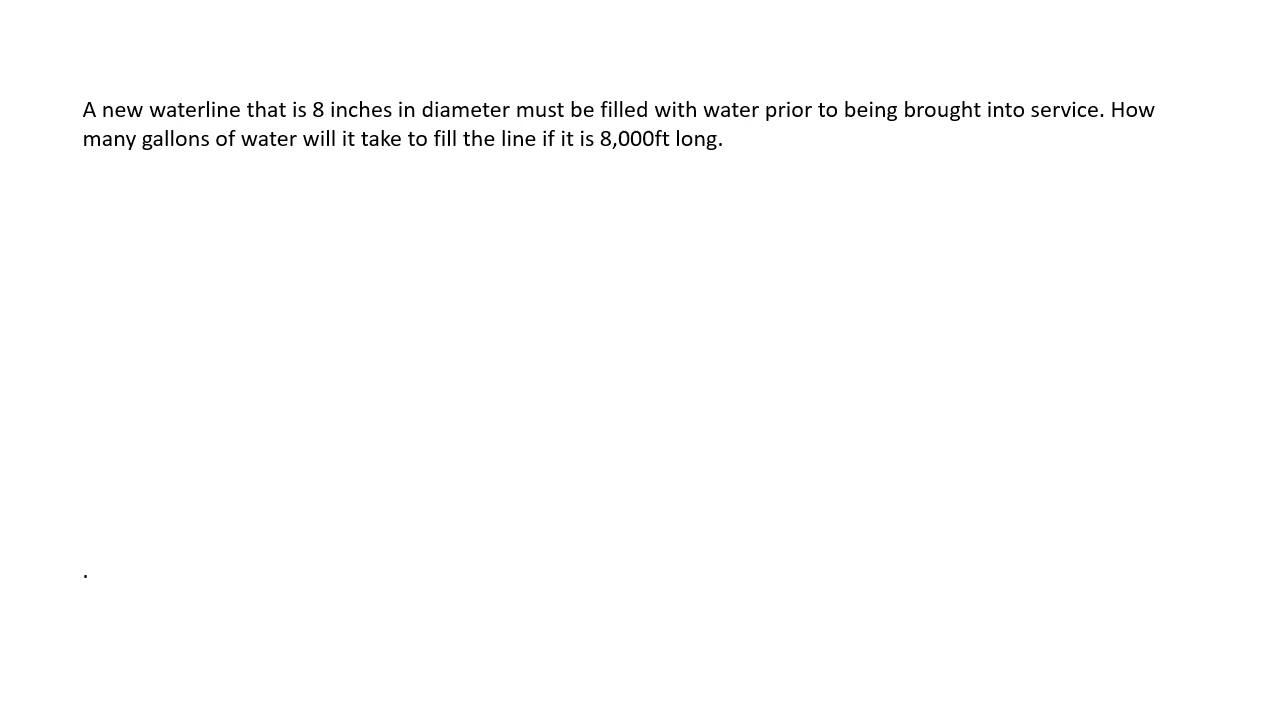 A new waterline that is 8 inches in diameter must be filled with water prior to being brought into service. How
many gallons of water will it take to fill the line if it is 8,000ft long.
.